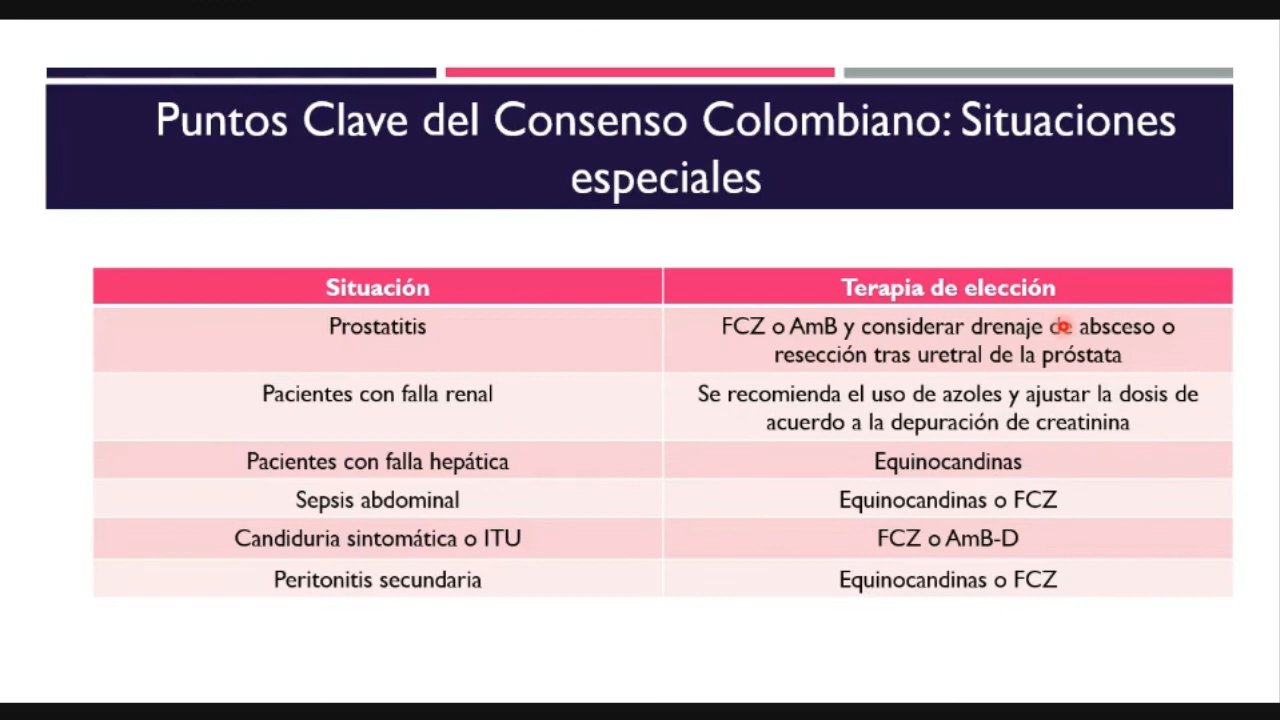 Puntos Clave del Consenso Colombiano: Situaciones
especiales
Situación
Terapia de elección
Prostatitis
FCZ o AmB y considerar drenaje de absceso o
resección tras uretral de la próstata
Pacientes con falla renal
Se recomienda el uso de azoles y ajustar la dosis de
acuerdo a la depuración de creatinina
Pacientes con falla hepática
Equinocandinas
Sepsis abdominal
Equinocandinas o FCZ
Candiduria sintomática o ITU
FCZ o AmB-D
Peritonitis secundaria
Equinocandinas o FCZ